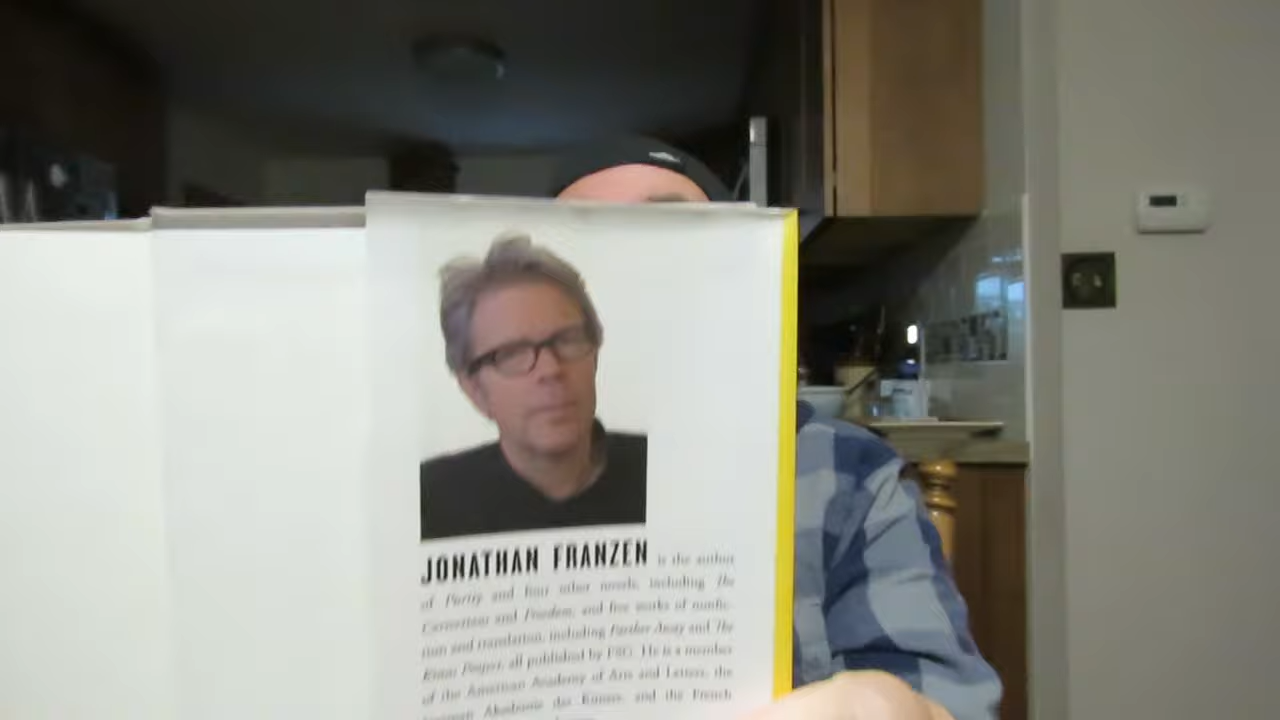 JONATHAN FRANZEN is the author
of Purity and four other novels, including The
Corrections and Freedom, and five works of nonfic-
tion and translation, including Farther Away and The
Kraus Project, all published by FSG. He is a member
of the American Academy of Arts and Letters, the
German Akademie der Künste, and the French